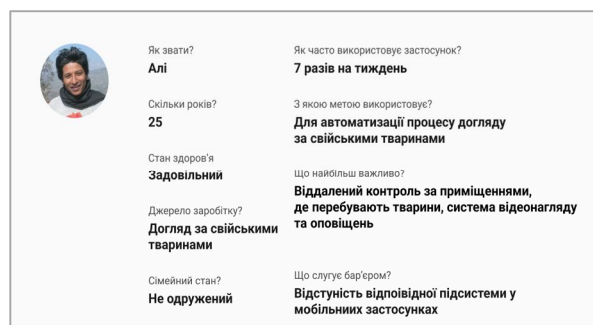 Як звати?
Алі
Скільки років?
25
Стан здоров'я
Задовільний
Джерело заробітку?
Догляд за свійськими
тваринами
Сімейний стан?
Не одружений
Як часто використовує застосунок?
7 разів на тиждень
З якою метою використовує?
Для автоматизації процесу догляду
за свійськими тваринами
Що найбільш важливо?
Віддалений контроль за приміщеннями,
де перебувають тварини, система відеонагляду
та оповіщень
Що слугує бар'єром?
Відстуність відпоівідної підсистеми у
мобільниих застосунках